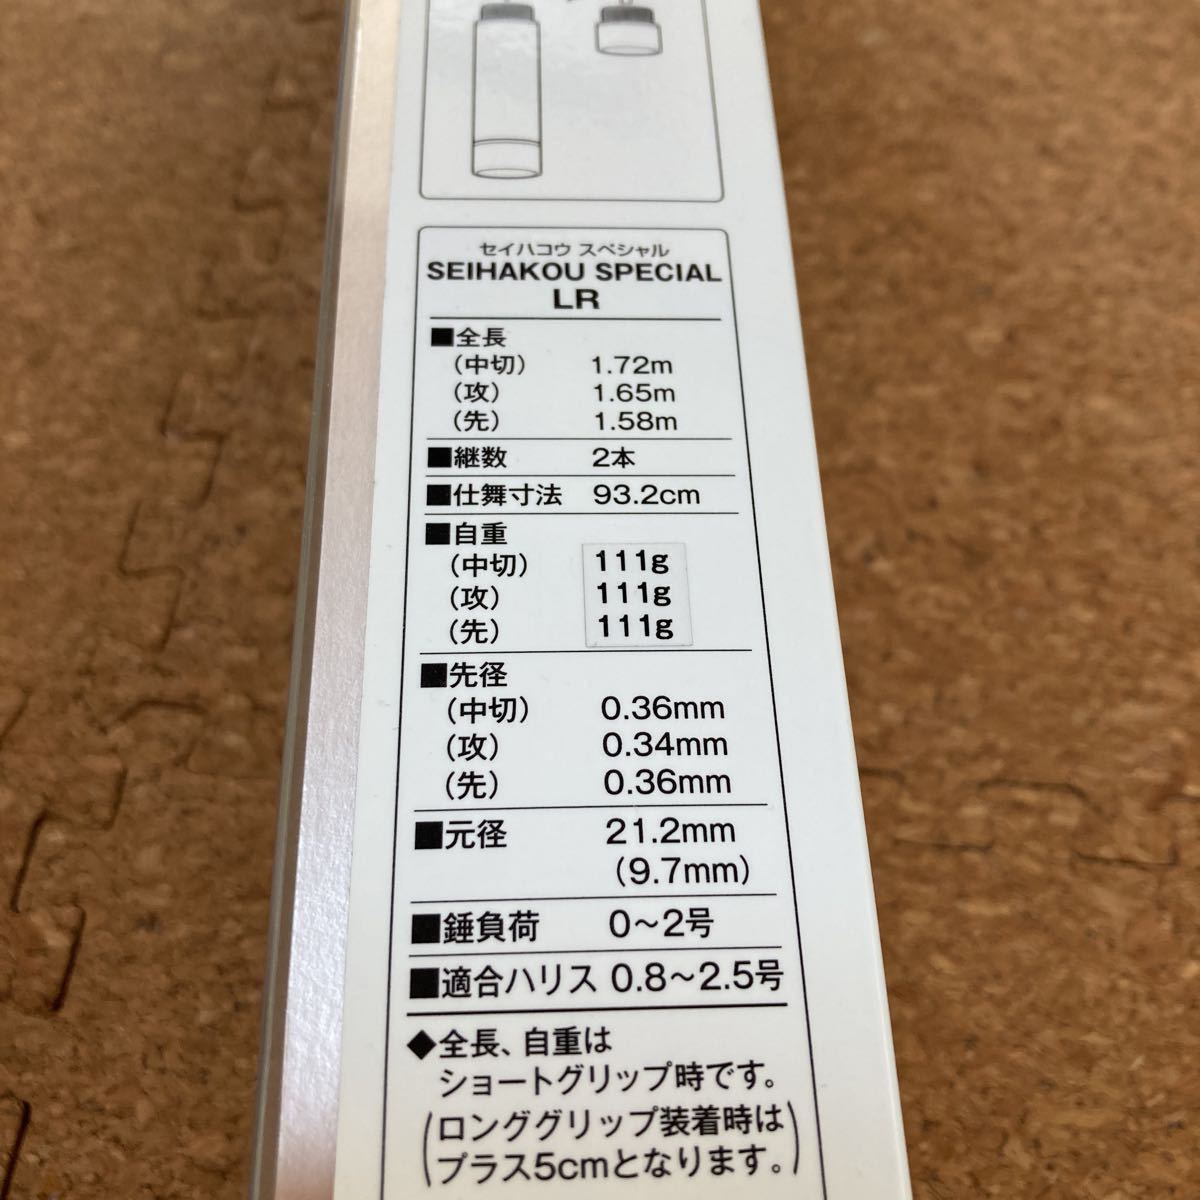 セイハコウ スペシャル
SEIHAKOU SPECIAL
LR
■全長
(中切) 1.72m
(攻) 1.65m
(先) 1.58m
■継数 2本
■仕舞寸法 93.2cm
■自重
(中切) 111g
(攻) 111g
(先) 111g
■先径
(中切) 0.36mm
(攻) 0.34mm
(先) 0.36mm
■元径 21.2mm
(9.7mm)
■錘負荷 0〜2号
■適合ハリス 0.8〜2.5号
◆全長、自重は
ショートグリップ時です。
(ロンググリップ装着時は
プラス5cmとなります。)